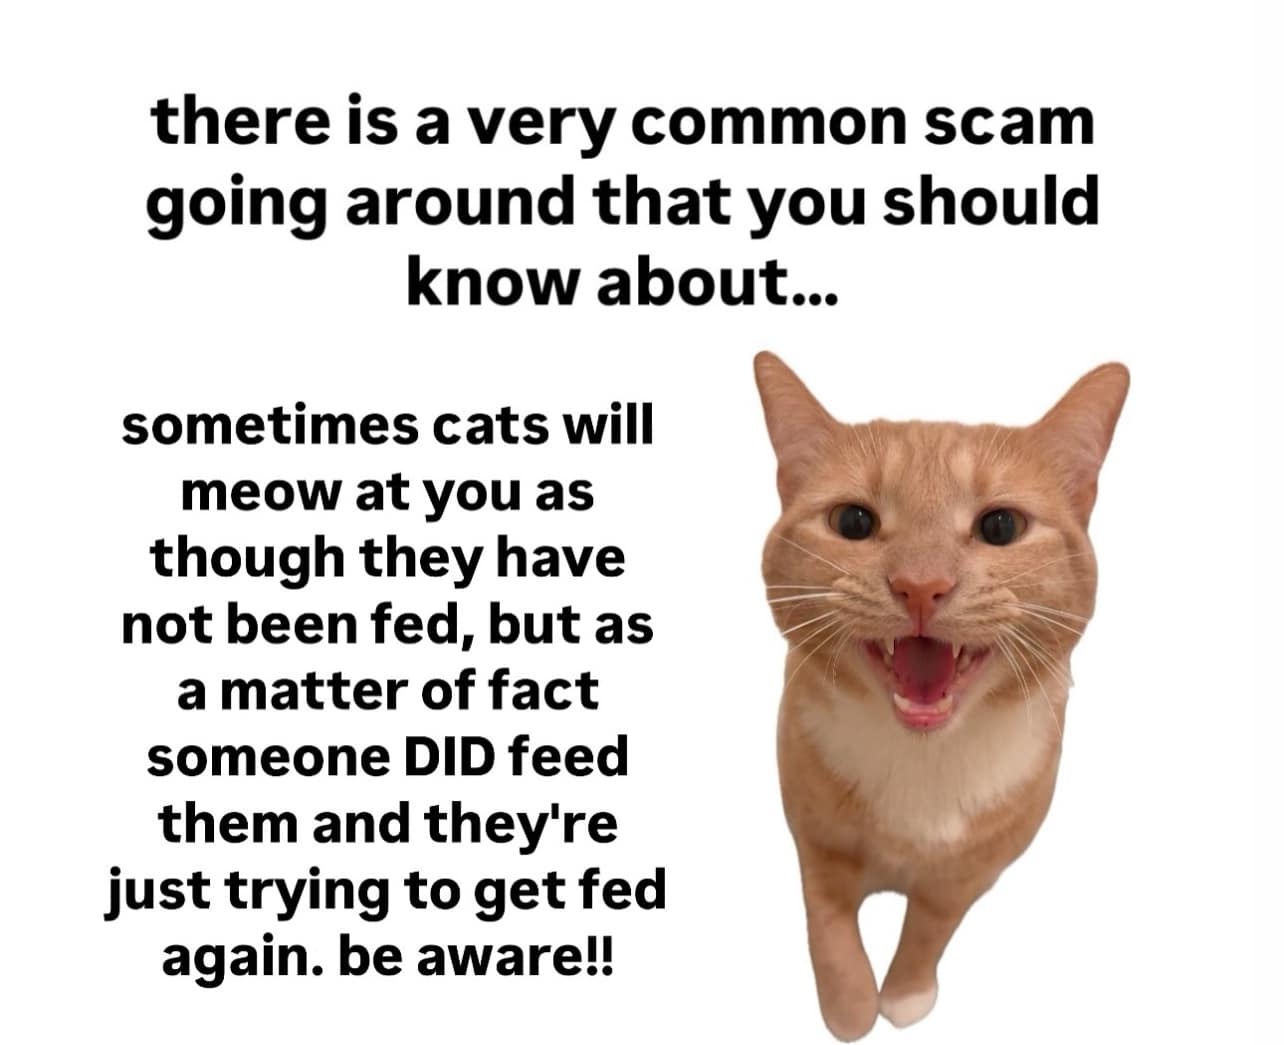 there is a very common scam
going around that you should
know about...
sometimes cats will
meow at you as
though they have
not been fed, but as
a matter of fact
someone DID feed
them and they're
just trying to get fed
again. be aware!!